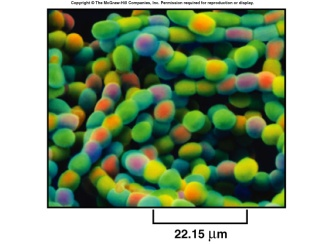 Copyright © The McGraw-Hill Companies, Inc. Permission required for reproduction or display.
22.15 μm